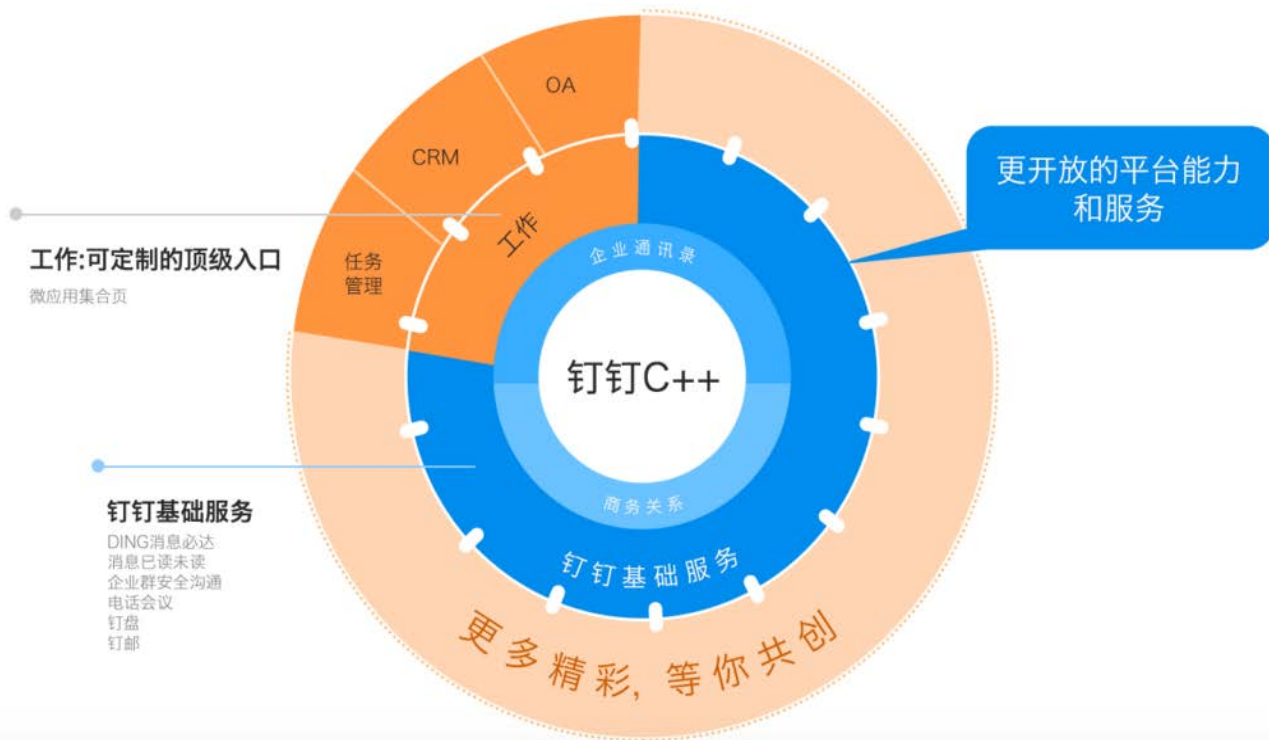 OA
CRM
任务
管理
工作
企业通讯录
钉钉C++
商务关系
钉钉基础服务
更多精彩, 等你共创
更开放的平台能力
和服务
工作:可定制的顶级入口
微应用集合页
钉钉基础服务
DING消息必达
消息已读未读
企业群安全沟通
电话会议
钉盘
钉邮